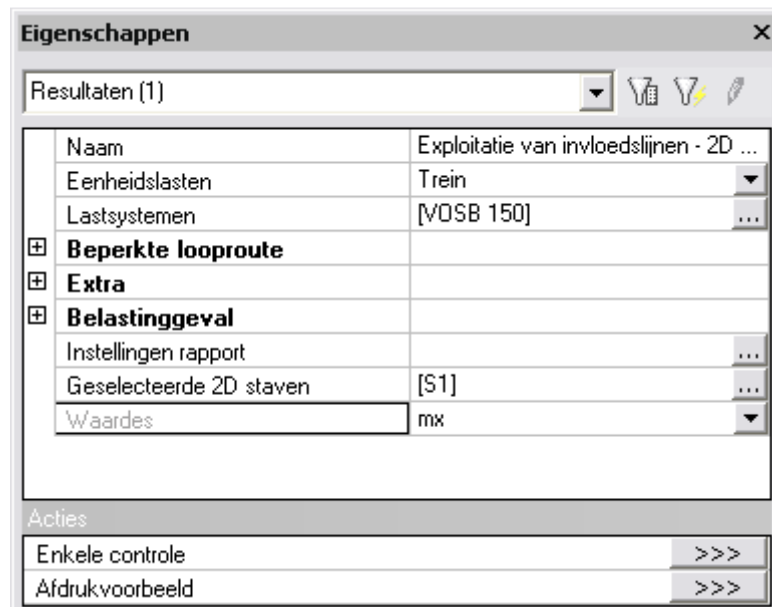 Eigenschappen
Resultaten (1)
Naam Exploitatie van invloedslijnen - 2D ...
Eenheidslasten Trein
Lastsystemen [VOSB 150] ...
Beperkte looproute
Extra
Belastinggeval
Instellingen rapport ...
Geselecteerde 2D staven [S1] ...
Waardes mx
Acties
Enkele controle >>>
Afdrukvoorbeeld >>>